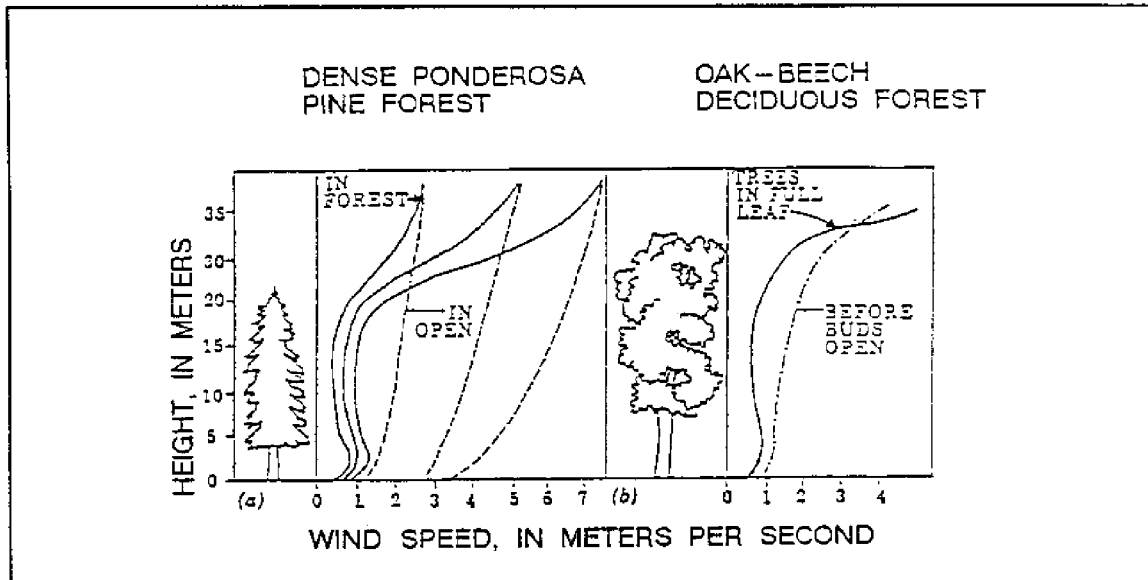 DENSE PONDEROSA
PINE FOREST
OAK-BEECH
DECIDUOUS FOREST
HEIGHT, IN METERS
35
30
20
15
10
5
0
IN
FOREST
IN
OPEN
(a)
0 1 2 3 4 5 6 7
(b)
TREES
IN FULL
LEAF
BEFORE
BUDS
OPEN
0 1 2 3 4
WIND SPEED, IN METERS PER SECOND